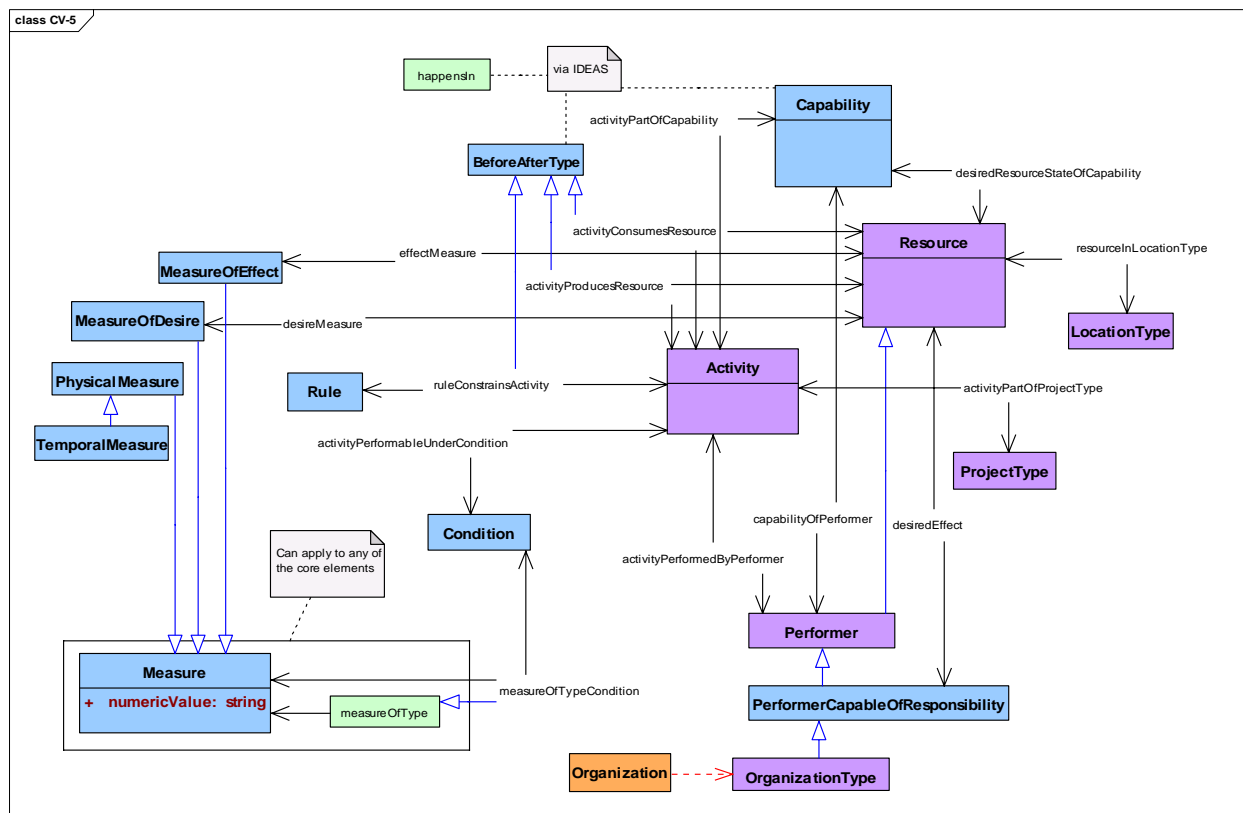 class CV-5
happensIn
via IDEAS
Capability
activityPartOfCapability
BeforeAfterType
desiredResourceStateOfCapability
activityConsumesResource
Resource
resourceInLocationType
effectMeasure
MeasureOfEffect
activityProducesResource
MeasureOfDesire
desireMeasure
LocationType
PhysicalMeasure
Activity
Rule
ruleConstrainsActivity
activityPartOfProjectType
TemporalMeasure
activityPerformableUnderCondition
ProjectType
Condition
capabilityOfPerformer
desiredEffect
Can apply to any of
the core elements
activityPerformedByPerformer
Performer
Measure
measureOfTypeCondition
+ numericValue: string
measureOfType
PerformerCapableOfResponsibility
Organization
OrganizationType